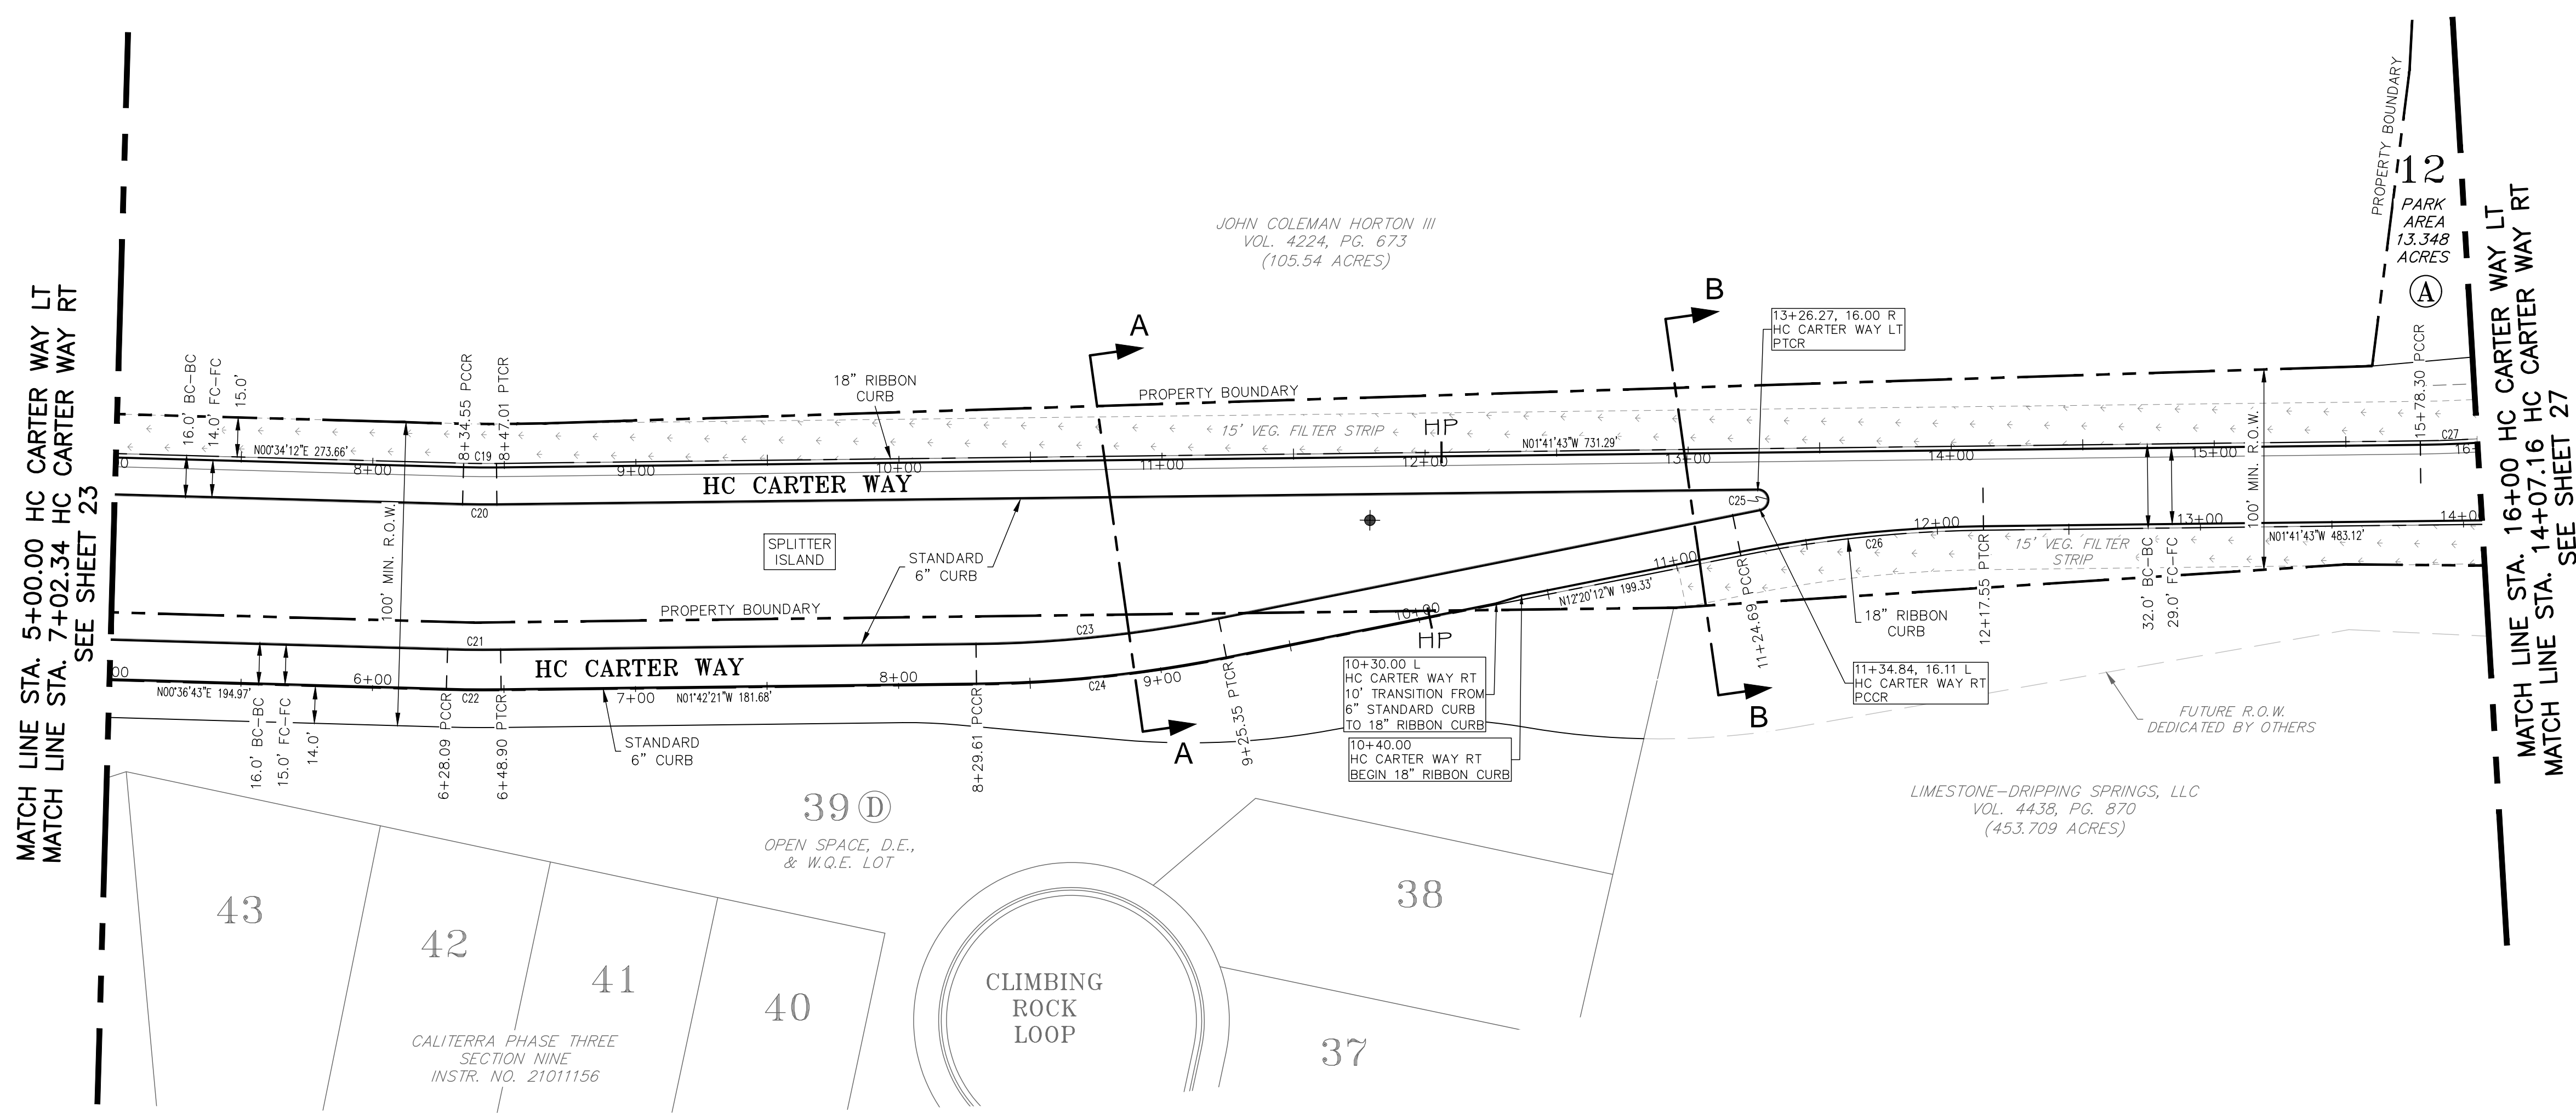 MATCH LINE STA. 5+00.00 HC CARTER WAY LT
MATCH LINE STA. 7+02.34 HC CARTER WAY RT
SEE SHEET 23
JOHN COLEMAN HORTON III
VOL. 4224, PG. 673
(105.54 ACRES)
PROPERTY BOUNDARY
12
PARK
AREA
13.348
ACRES
A
MATCH LINE STA. 16+00 HC CARTER WAY LT
MATCH LINE STA. 14+07.16 HC CARTER WAY RT
SEE SHEET 27
A
B
13+26.27, 16.00 R
HC CARTER WAY LT
PTCR
16.0' BC-BC
14.0' FC-FC
15.0'
8+34.55 PCCR
8+47.01 PTCR
18" RIBBON
CURB
PROPERTY BOUNDARY
15+78.30 PCCR
15' VEG. FILTER STRIP
HP
N00°34'12"E 273.66'
C19
N01°41'43"W 731.29'
C27
8+00
9+00
10+00
11+00
12+00
13+00
14+00
15+00
16+
HC CARTER WAY
C20
C25
100' MIN. R.O.W.
100' MIN. R.O.W.
SPLITTER
ISLAND
STANDARD
6" CURB
12+00
13+00
14+0
C26
N01°41'43"W 483.12'
15' VEG. FILTER
STRIP
11+00
N12°20'12"W 199.33'
PROPERTY BOUNDARY
10+00
HP
C21
C23
18" RIBBON
CURB
32.0' BC-BC
29.0' FC-FC
12+17.55 PTCR
11+24.69 PCCR
HC CARTER WAY
00
6+00
7+00
8+00
9+00
N00°36'43"E 194.97'
C22
N01°42'21"W 181.68'
C24
10+30.00 L
HC CARTER WAY RT
10' TRANSITION FROM
6" STANDARD CURB
TO 18" RIBBON CURB
11+34.84, 16.11 L
HC CARTER WAY RT
PCCR
16.0' BC-BC
15.0' FC-FC
14.0'
6+28.09 PCCR
6+48.90 PTCR
STANDARD
6" CURB
8+29.61 PCCR
9+25.35 PTCR
A
B
10+40.00
HC CARTER WAY RT
BEGIN 18" RIBBON CURB
FUTURE R.O.W.
DEDICATED BY OTHERS
39 D
OPEN SPACE, D.E.,
& W.Q.E. LOT
LIMESTONE-DRIPPING SPRINGS, LLC
VOL. 4438, PG. 870
(453.709 ACRES)
43
42
41
40
38
37
CLIMBING
ROCK
LOOP
CALITERRA PHASE THREE
SECTION NINE
INSTR. NO. 21011156